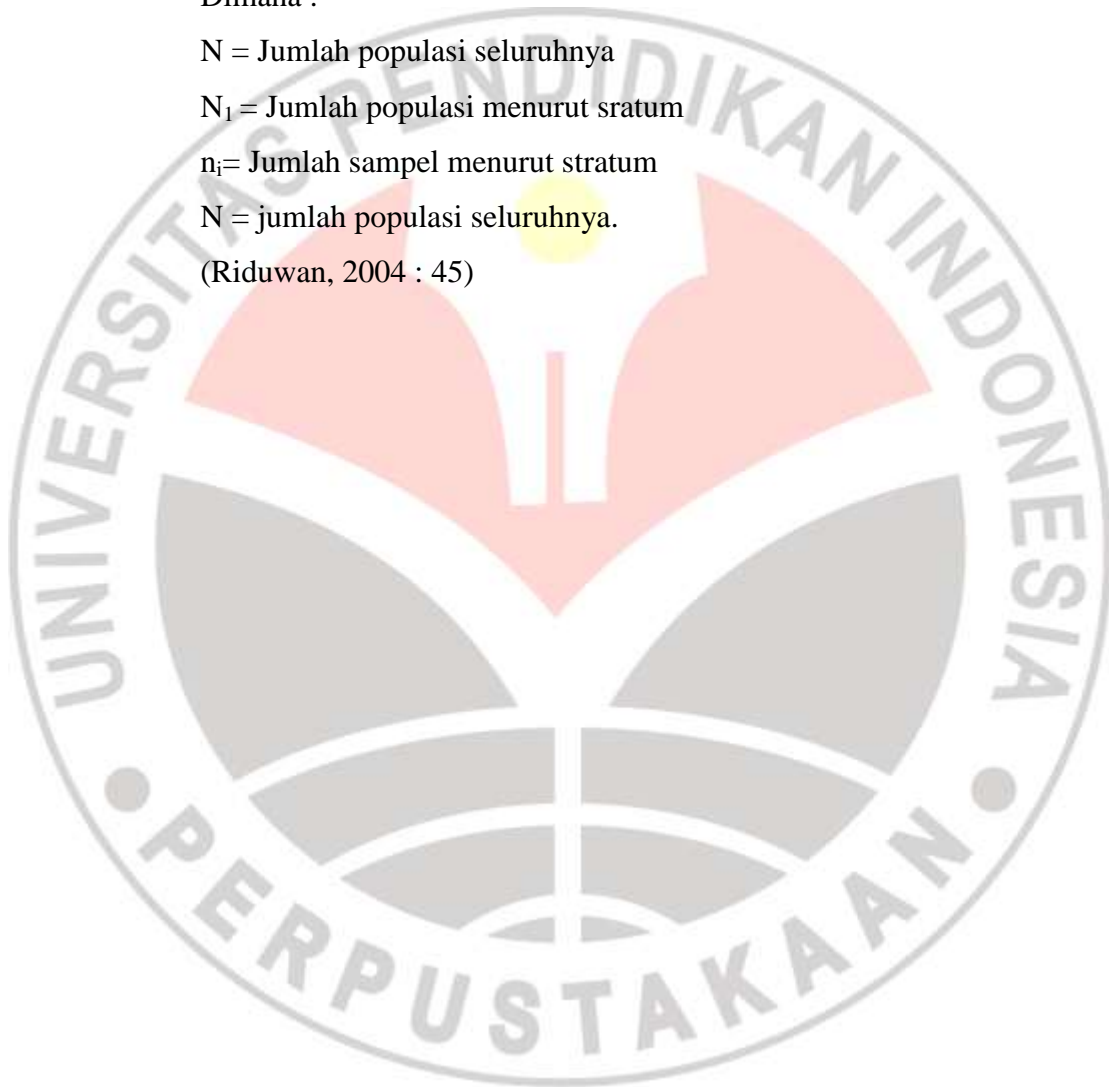 Dimana :
N = Jumlah populasi seluruhnya
N₁ = Jumlah populasi menurut sratum
nᵢ= Jumlah sampel menurut stratum
N = jumlah populasi seluruhnya.
(Riduwan, 2004 : 45)
UNIVERSITAS PENDIDIKAN INDONESIA
PERPUSTAKAAN